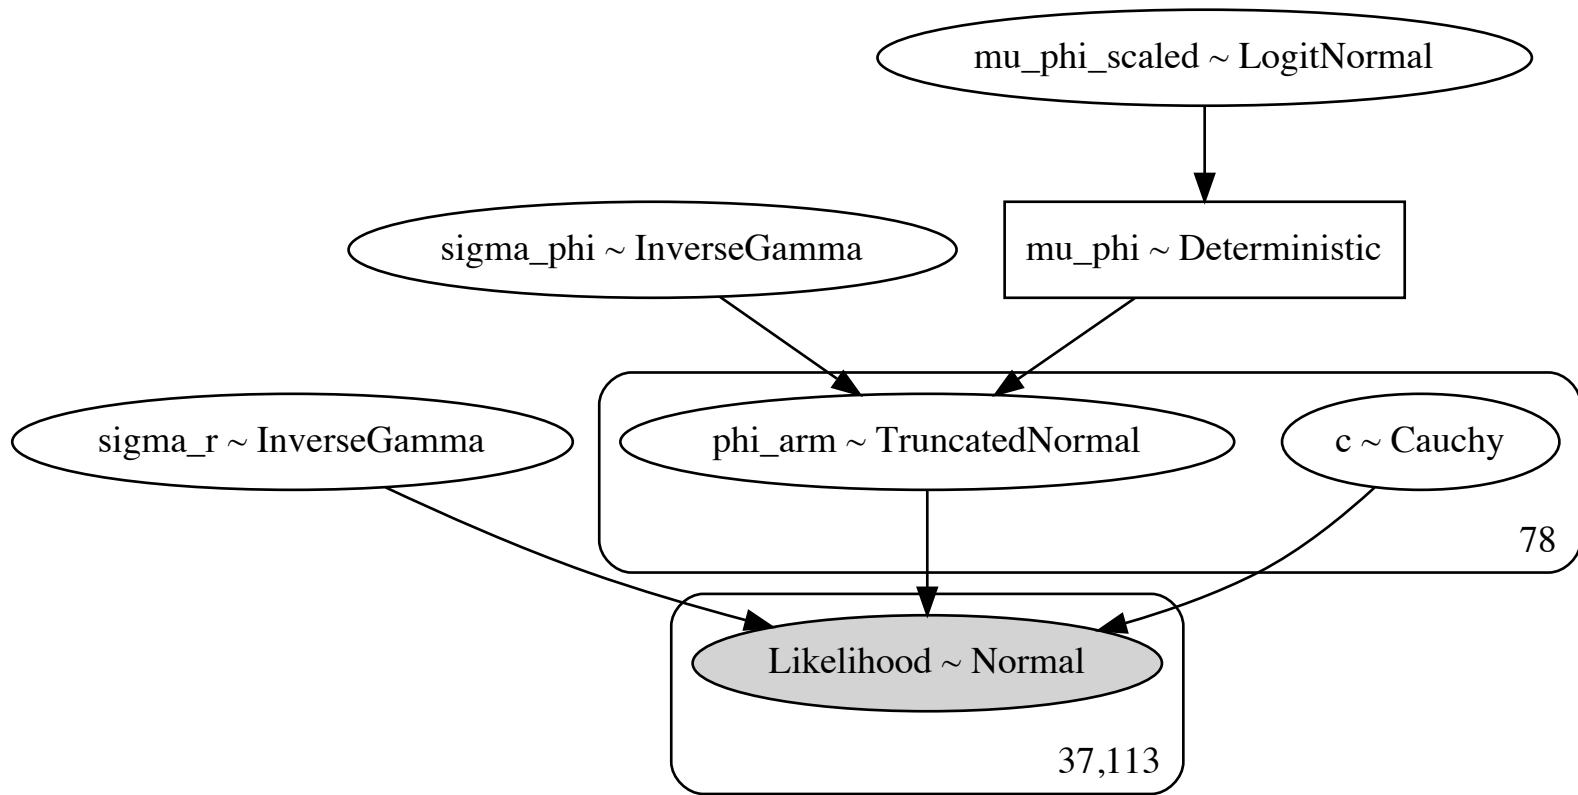 mu_phi_scaled ~ LogitNormal
sigma_phi ~ InverseGamma
mu_phi ~ Deterministic
sigma_r ~ InverseGamma
phi_arm ~ TruncatedNormal
c ~ Cauchy
78
Likelihood ~ Normal
37,113